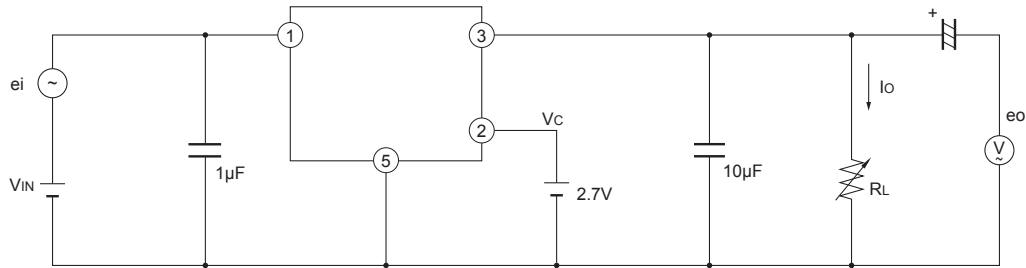 +
1
3
ei
~
IO
VC
2
eo
V
~
5
1μF
10μF
VIN
2.7V
RL